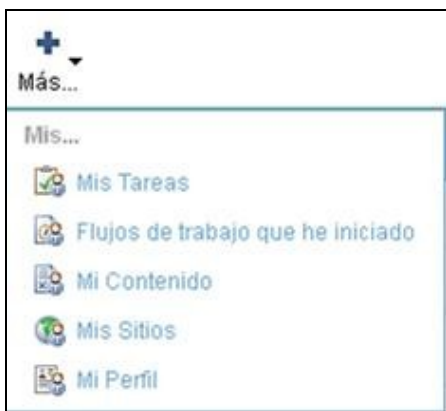 Más...
Mis...
Mis Tareas
Flujos de trabajo que he iniciado
Mi Contenido
Mis Sitios
Mi Perfil